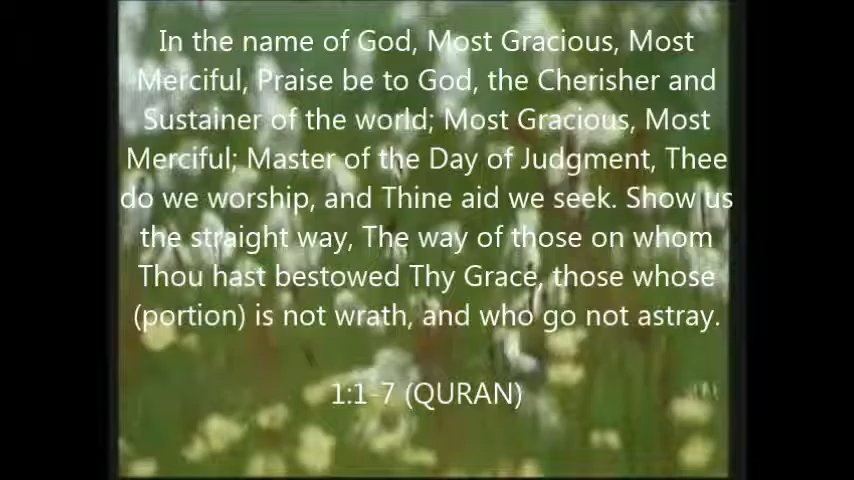 In the name of God, Most Gracious, Most
Merciful, Praise be to God, the Cherisher and
Sustainer of the world; Most Gracious, Most
Merciful; Master of the Day of Judgment, Thee
do we worship, and Thine aid we seek. Show us
the straight way, The way of those on whom
Thou hast bestowed Thy Grace, those whose
(portion) is not wrath, and who go not astray.
1:1-7 (QURAN)